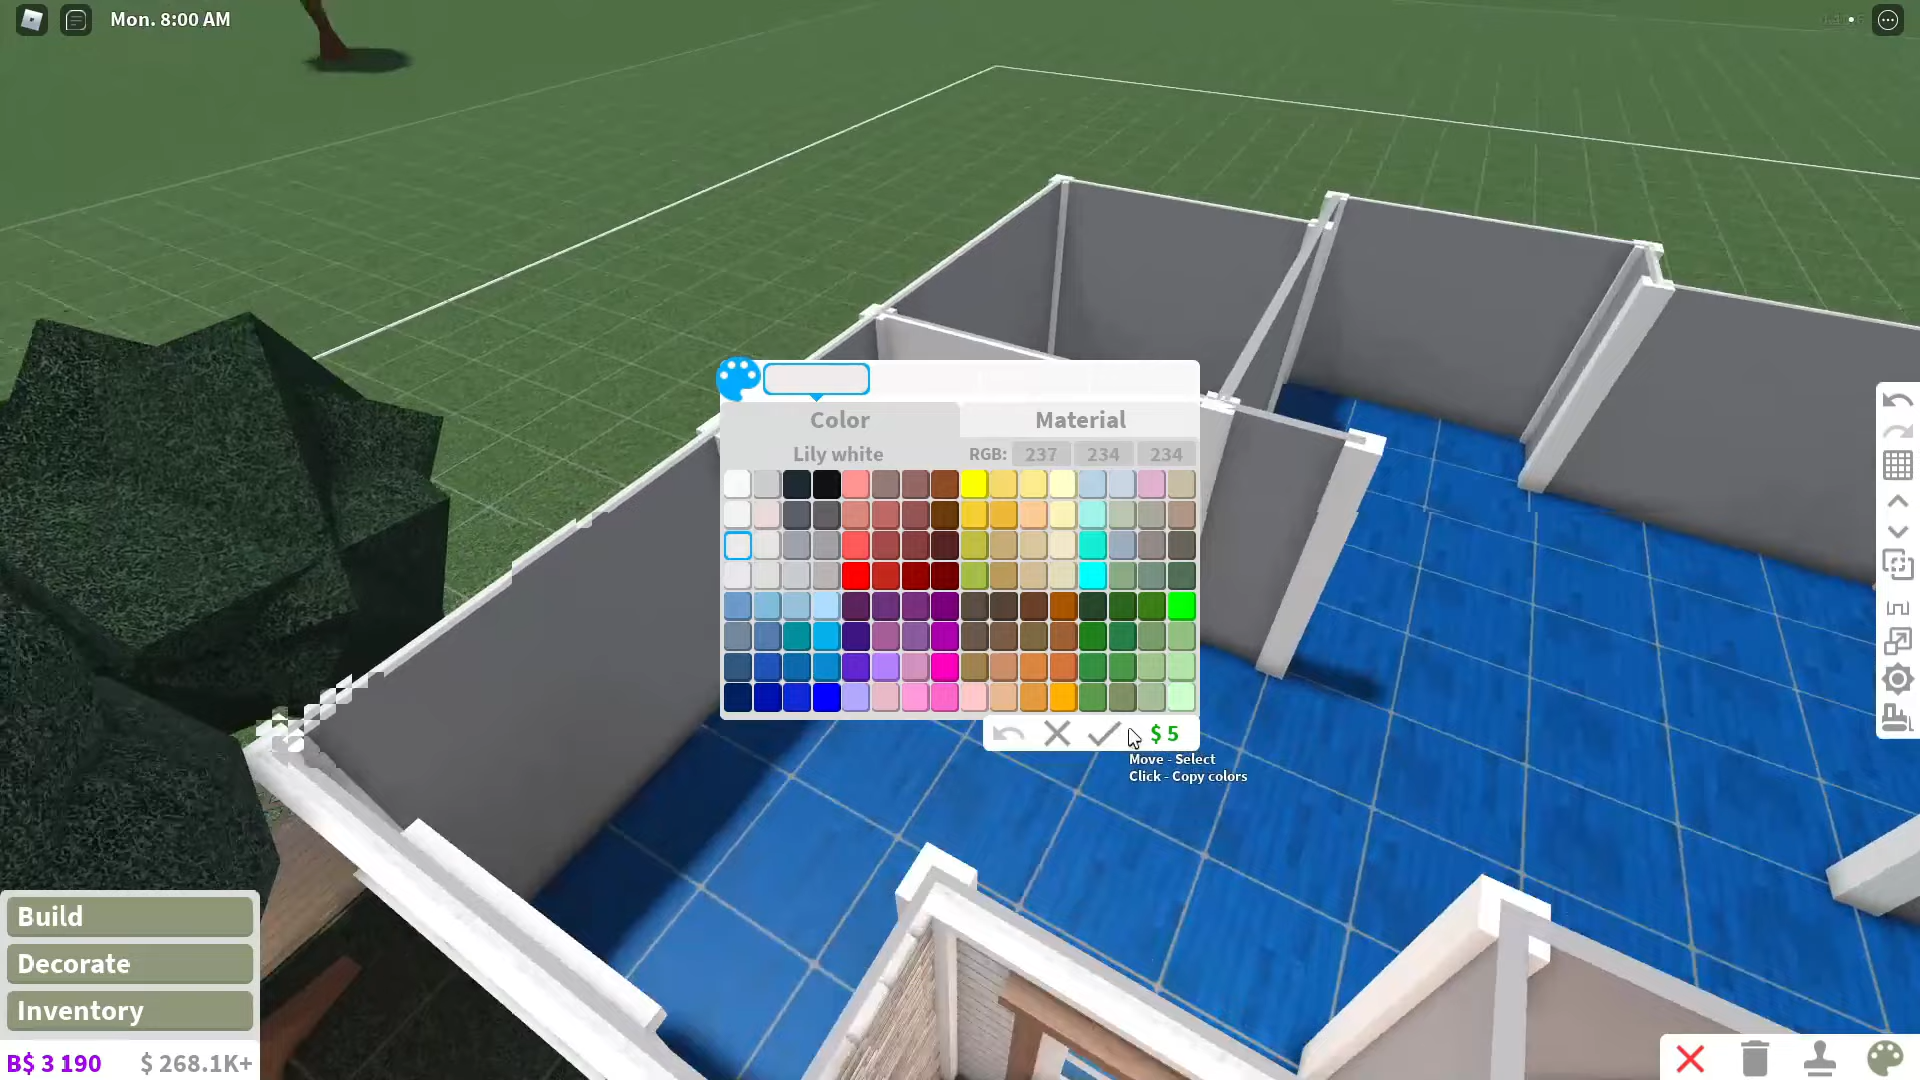 Mon. 8:00 AM
Color
Material
Lily white
RGB: 237 234 234
$ 5
Move - Select
Click - Copy colors
Build
Decorate
Inventory
B$ 3 190
$ 268.1K+